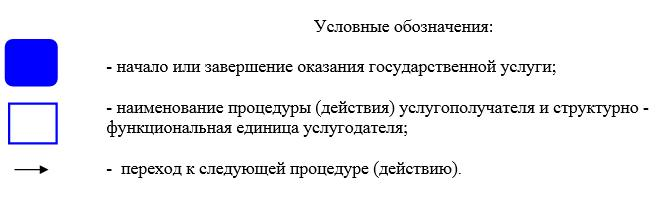 Условные обозначения:
- начало или завершение оказания государственной услуги;
- наименование процедуры (действия) услугополучателя и структурно -
функциональная единица услугодателя;
- переход к следующей процедуре (действию).